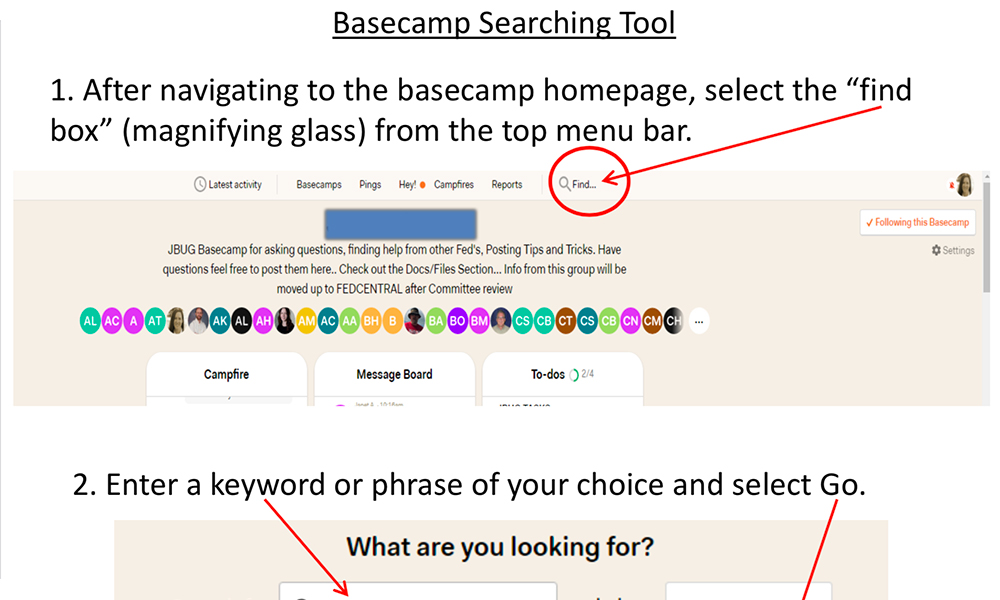 Basecamp Searching Tool
1. After navigating to the basecamp homepage, select the “find
box” (magnifying glass) from the top menu bar.
Latest activity Basecamps Pings Hey! Campfires Reports Find...
✓ Following this Basecamp
JBUG Basecamp for asking questions, finding help from other Fed's, Posting Tips and Tricks. Have
Settings
questions feel free to post them here.. Check out the Docs/Files Section... Info from this group will be
moved up to FEDCENTRAL after Committee review
AL AC A AT AK AL AH AM AC AA BH B BA BO BM CS CB CT CS CB CN CM CH ...
Campfire Message Board To-dos 2/4
2. Enter a keyword or phrase of your choice and select Go.
What are you looking for?